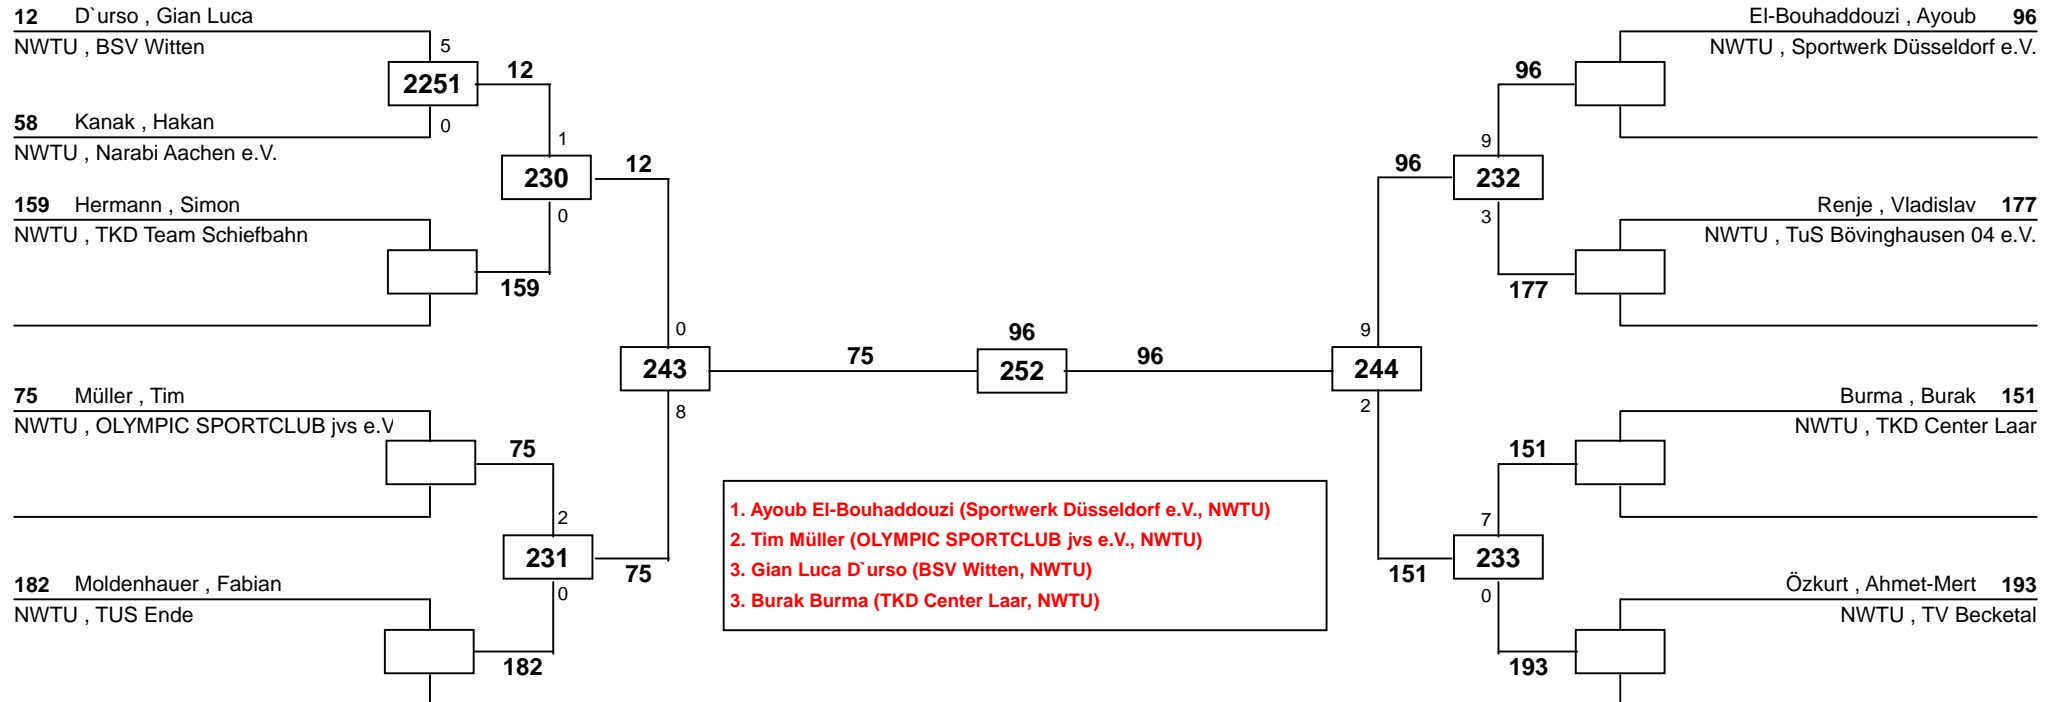 12 D`urso , Gian Luca
NWTU , BSV Witten
5
2251
12
58 Kanak , Hakan
0
NWTU , Narabi Aachen e.V.
1
230
12
159 Hermann , Simon
0
NWTU , TKD Team Schiefbahn
159
0
243
75
8
75 Müller , Tim
NWTU , OLYMPIC SPORTCLUB jvs e.V
75
2
231
75
0
182 Moldenhauer , Fabian
NWTU , TUS Ende
182
96
252
96
1. Ayoub El-Bouhaddouzi (Sportwerk Düsseldorf e.V., NWTU)
2. Tim Müller (OLYMPIC SPORTCLUB jvs e.V., NWTU)
3. Gian Luca D`urso (BSV Witten, NWTU)
3. Burak Burma (TKD Center Laar, NWTU)
El-Bouhaddouzi , Ayoub 96
NWTU , Sportwerk Düsseldorf e.V.
96
9
96
232
3
Renje , Vladislav 177
NWTU , TuS Bövinghausen 04 e.V.
177
9
244
2
Burma , Burak 151
NWTU , TKD Center Laar
151
7
233
151
0
Özkurt , Ahmet-Mert 193
NWTU , TV Becketal
193